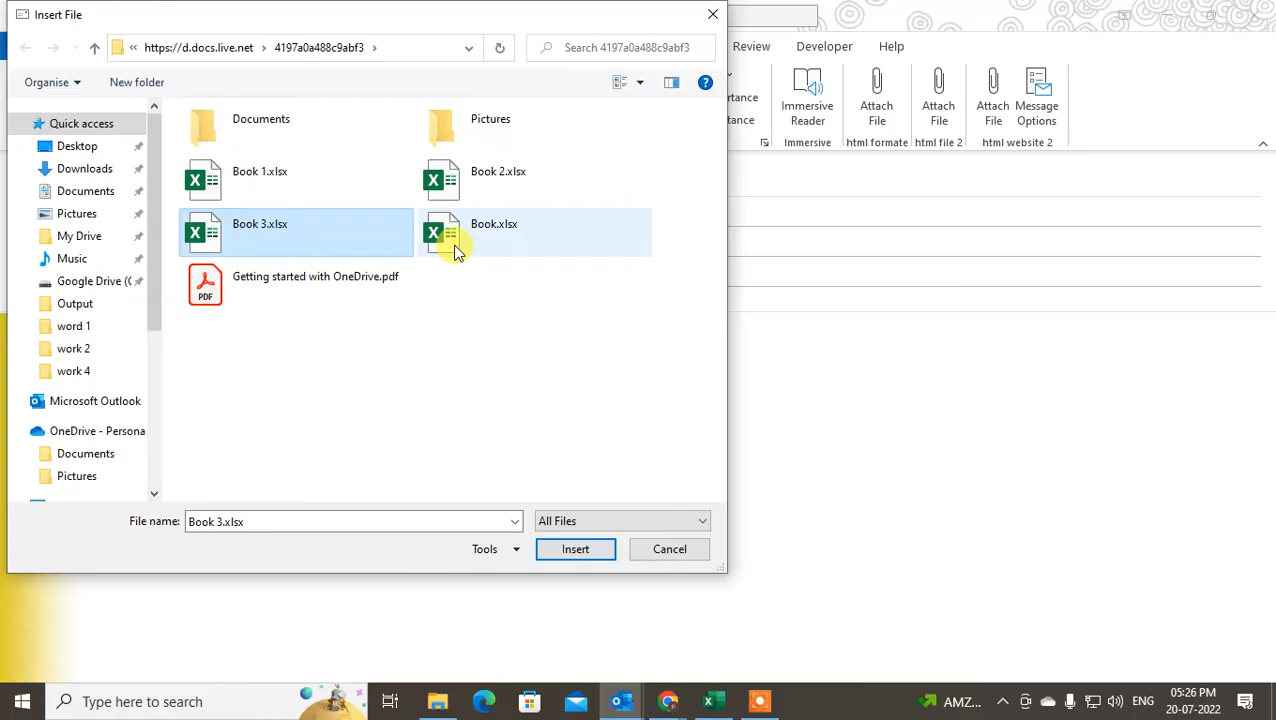 Insert File
https://d.docs.live.net
4197a0a488c9abf3
Search 4197a0a488c9abf3
Review
Developer
Help
Organise
New folder
Quick access
Desktop
Downloads
Documents
Pictures
My Drive
Music
Google Drive (
Output
word 1
work 2
work 4
Microsoft Outlook
OneDrive - Persona
Documents
Pictures
Documents
Pictures
Book 1.xlsx
Book 2.xlsx
Book 3.xlsx
Book.xlsx
PDF
Getting started with OneDrive.pdf
File name:
Book 3.xlsx
All Files
Tools
Insert
Cancel
rtance
tance
Immersive
Reader
Attach
File
Attach
File
Attach
File
Message
Options
Immersive
html formate
html file 2
html website 2
Type here to search
AMZ...
ENG
05:26 PM
20-07-2022